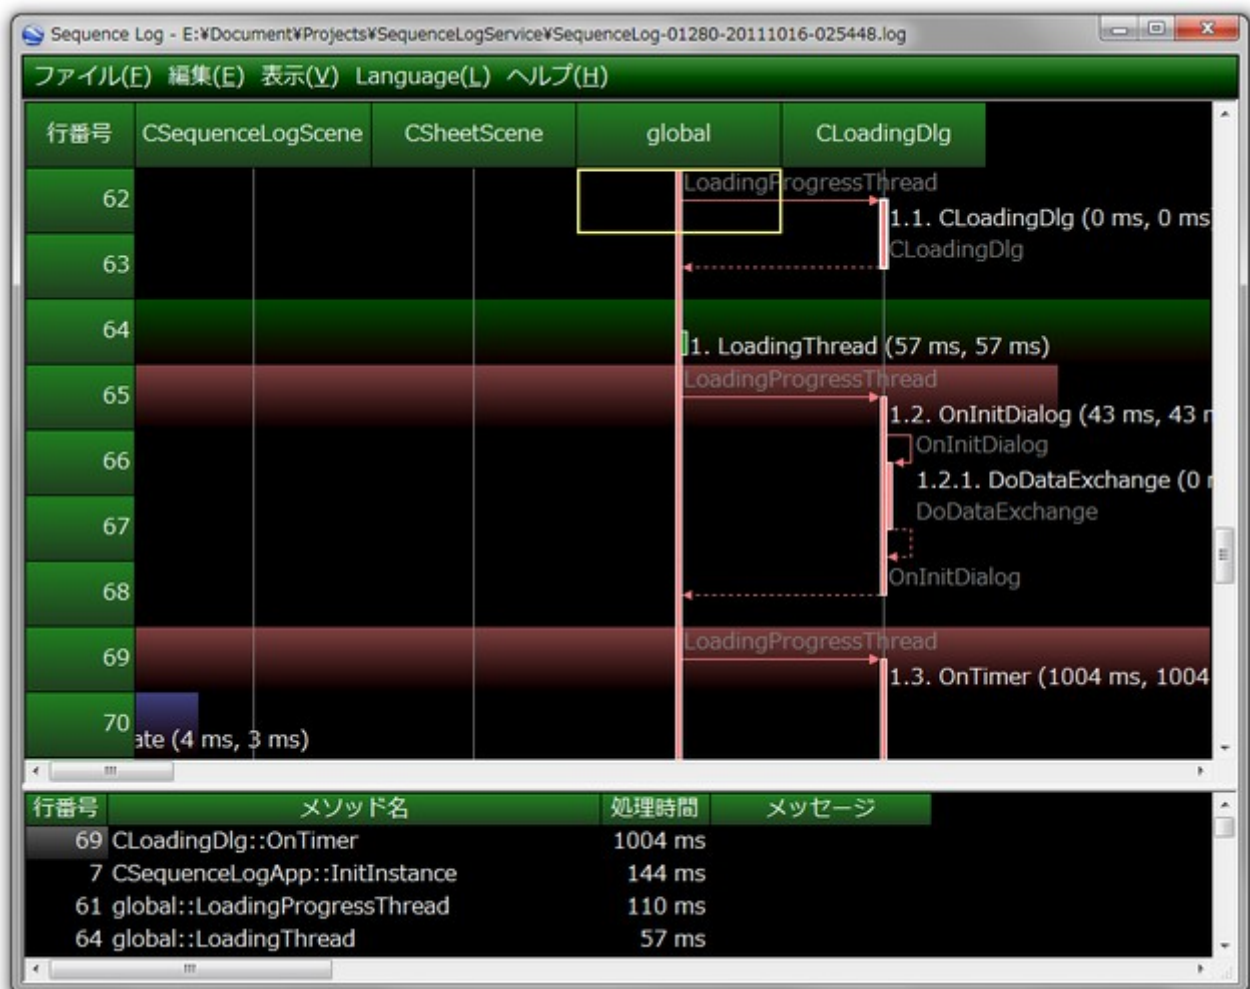 Sequence Log - E:¥Document¥Projects¥SequenceLogService¥SequenceLog-01280-20111016-025448.log
ファイル(F) 編集(E) 表示(V) Language(L) ヘルプ(H)
行番号 CSequenceLogScene CSheetScene global CLoadingDlg
62 LoadingProgressThread
1.1. CLoadingDlg (0 ms, 0 ms
CLoadingDlg
63
64
1. LoadingThread (57 ms, 57 ms)
LoadingProgressThread
65
1.2. OnInitDialog (43 ms, 43
OnInitDialog
66
1.2.1. DoDataExchange (0
DoDataExchange
67
OnInitDialog
68
LoadingProgressThread
69
1.3. OnTimer (1004 ms, 1004
70
ate (4 ms, 3 ms)
行番号 メソッド名 処理時間 メッセージ
69 CLoadingDlg::OnTimer 1004 ms
7 CSequenceLogApp::InitInstance 144 ms
61 global::LoadingProgressThread 110 ms
64 global::LoadingThread 57 ms